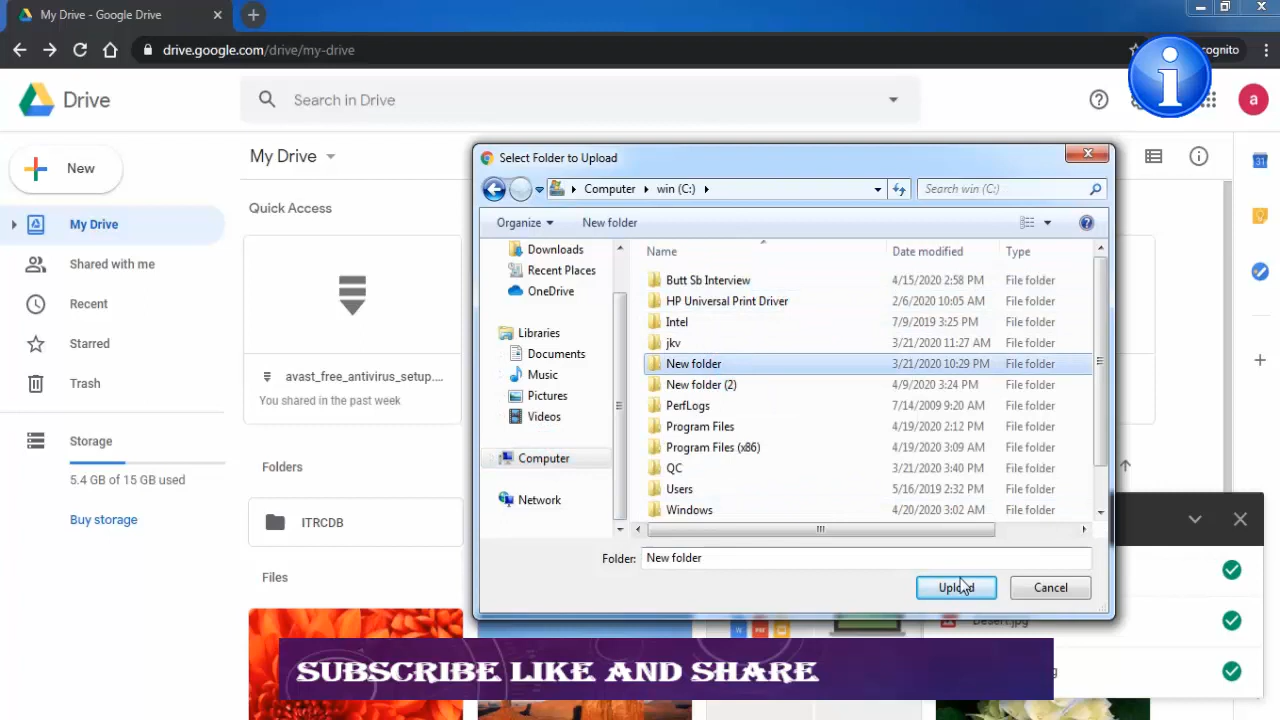 My Drive - Google Drive
drive.google.com/drive/my-drive
cognito
Drive
Search in Drive
a
New
My Drive
My Drive
Shared with me
Recent
Starred
Trash
Storage
5.4 GB of 15 GB used
Buy storage
Quick Access
avast_free_antivirus_setup....
You shared in the past week
Folders
ITRCDB
Files
Select Folder to Upload
Computer
win (C:)
Search win (C:)
Organize
New folder
Downloads
Recent Places
OneDrive
Libraries
Documents
Music
Pictures
Videos
Computer
Network
Name Date modified Type
Butt Sb Interview 4/15/2020 2:58 PM File folder
HP Universal Print Driver 2/6/2020 10:05 AM File folder
Intel 7/9/2019 3:25 PM File folder
jkv 3/21/2020 11:27 AM File folder
New folder 3/21/2020 10:29 PM File folder
New folder (2) 4/9/2020 3:24 PM File folder
PerfLogs 7/14/2009 9:20 AM File folder
Program Files 4/19/2020 2:12 PM File folder
Program Files (x86) 4/19/2020 3:09 AM File folder
QC 3/21/2020 3:40 PM File folder
Users 5/16/2019 2:32 PM File folder
Windows 4/20/2020 3:02 AM File folder
Folder: New folder
Upload
Cancel
Desert.jpg
W PDF
31
i
SUBSCRIBE LIKE AND SHARE